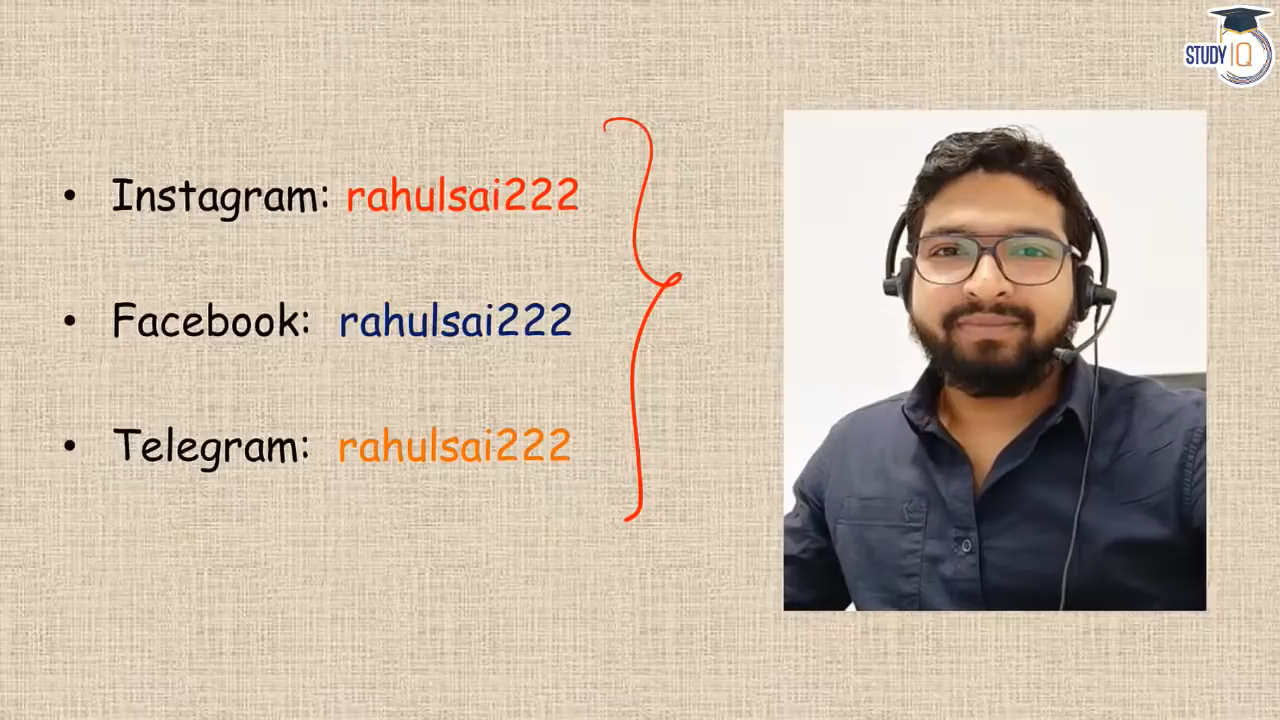 STUDY IQ
• Instagram: rahulsai222
• Facebook: rahulsai222
• Telegram: rahulsai222